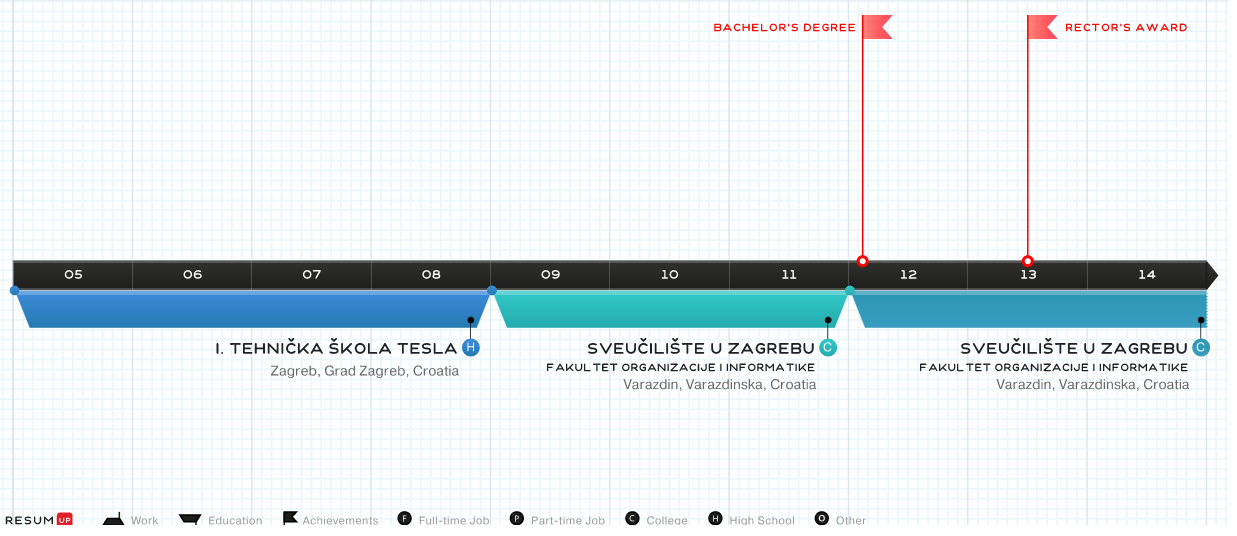 BACHELOR'S DEGREE
RECTOR'S AWARD
05 06 07 08 09 10 11 12 13 14
I. TEHNIČKA ŠKOLA TESLA H
Zagreb, Grad Zagreb, Croatia
SVEUČILIŠTE U ZAGREBU C
FAKULTET ORGANIZACIJE I INFORMATIKE
Varazdin, Varazdinska, Croatia
SVEUČILIŠTE U ZAGREBU C
FAKULTET ORGANIZACIJE I INFORMATIKE
Varazdin, Varazdinska, Croatia
RESUM UP Work Education Achievements F Full-time Job P Part-time Job C College H High School O Other